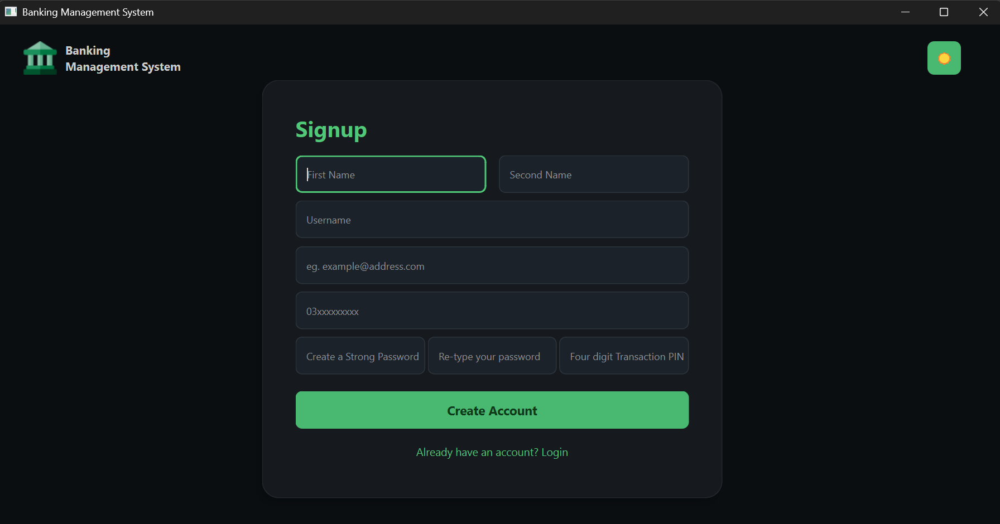 Banking Management System
Banking
Management System
Signup
First Name
Second Name
Username
eg. example@address.com
03xxxxxxxxx
Create a Strong Password
Re-type your password
Four digit Transaction PIN
Create Account
Already have an account? Login